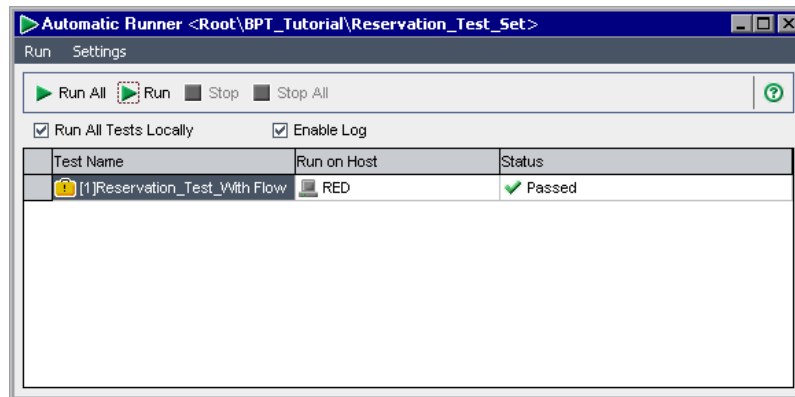 Automatic Runner <Root\BPT_Tutorial\Reservation_Test_Set>
Run Settings
Run All Run Stop Stop All
Run All Tests Locally Enable Log
Test Name Run on Host Status
[1]Reservation_Test_With Flow RED Passed